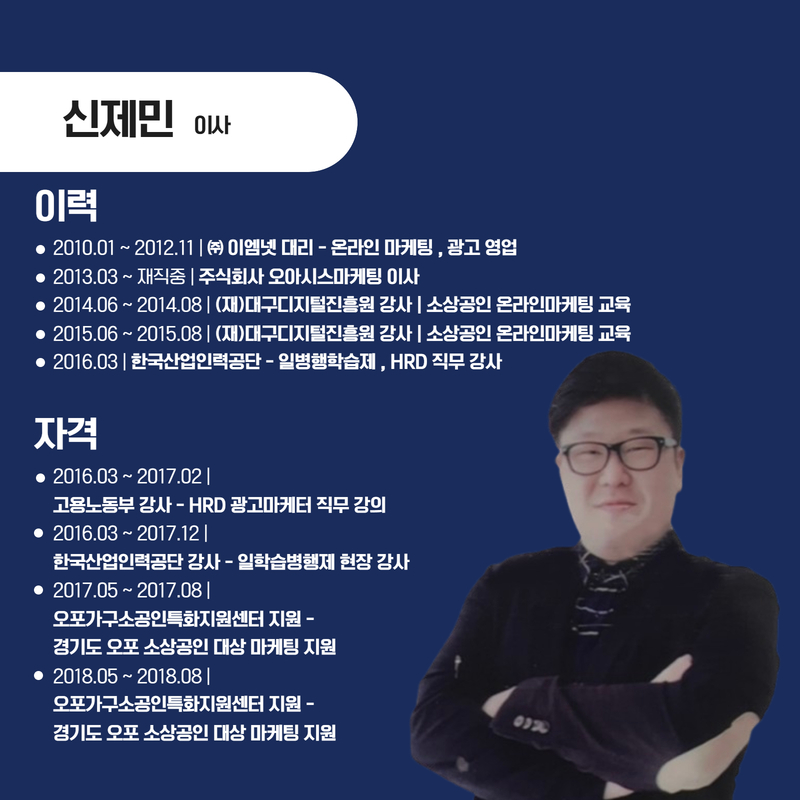 신제민 이사
이력
● 2010.01 ~ 2012.11 | ㈜ 이엠넷 대리 - 온라인 마케팅 , 광고 영업
● 2013.03 ~ 재직중 | 주식회사 오아시스마케팅 이사
● 2014.06 ~ 2014.08 | (재)대구디지털진흥원 강사 | 소상공인 온라인마케팅 교육
● 2015.06 ~ 2015.08 | (재)대구디지털진흥원 강사 | 소상공인 온라인마케팅 교육
● 2016.03 | 한국산업인력공단 - 일병행학습제 , HRD 직무 강사
자격
● 2016.03 ~ 2017.02 |
고용노동부 강사 - HRD 광고마케터 직무 강의
● 2016.03 ~ 2017.12 |
한국산업인력공단 강사 - 일학습병행제 현장 강사
● 2017.05 ~ 2017.08 |
오포가구소공인특화지원센터 지원 -
경기도 오포 소상공인 대상 마케팅 지원
● 2018.05 ~ 2018.08 |
오포가구소공인특화지원센터 지원 -
경기도 오포 소상공인 대상 마케팅 지원